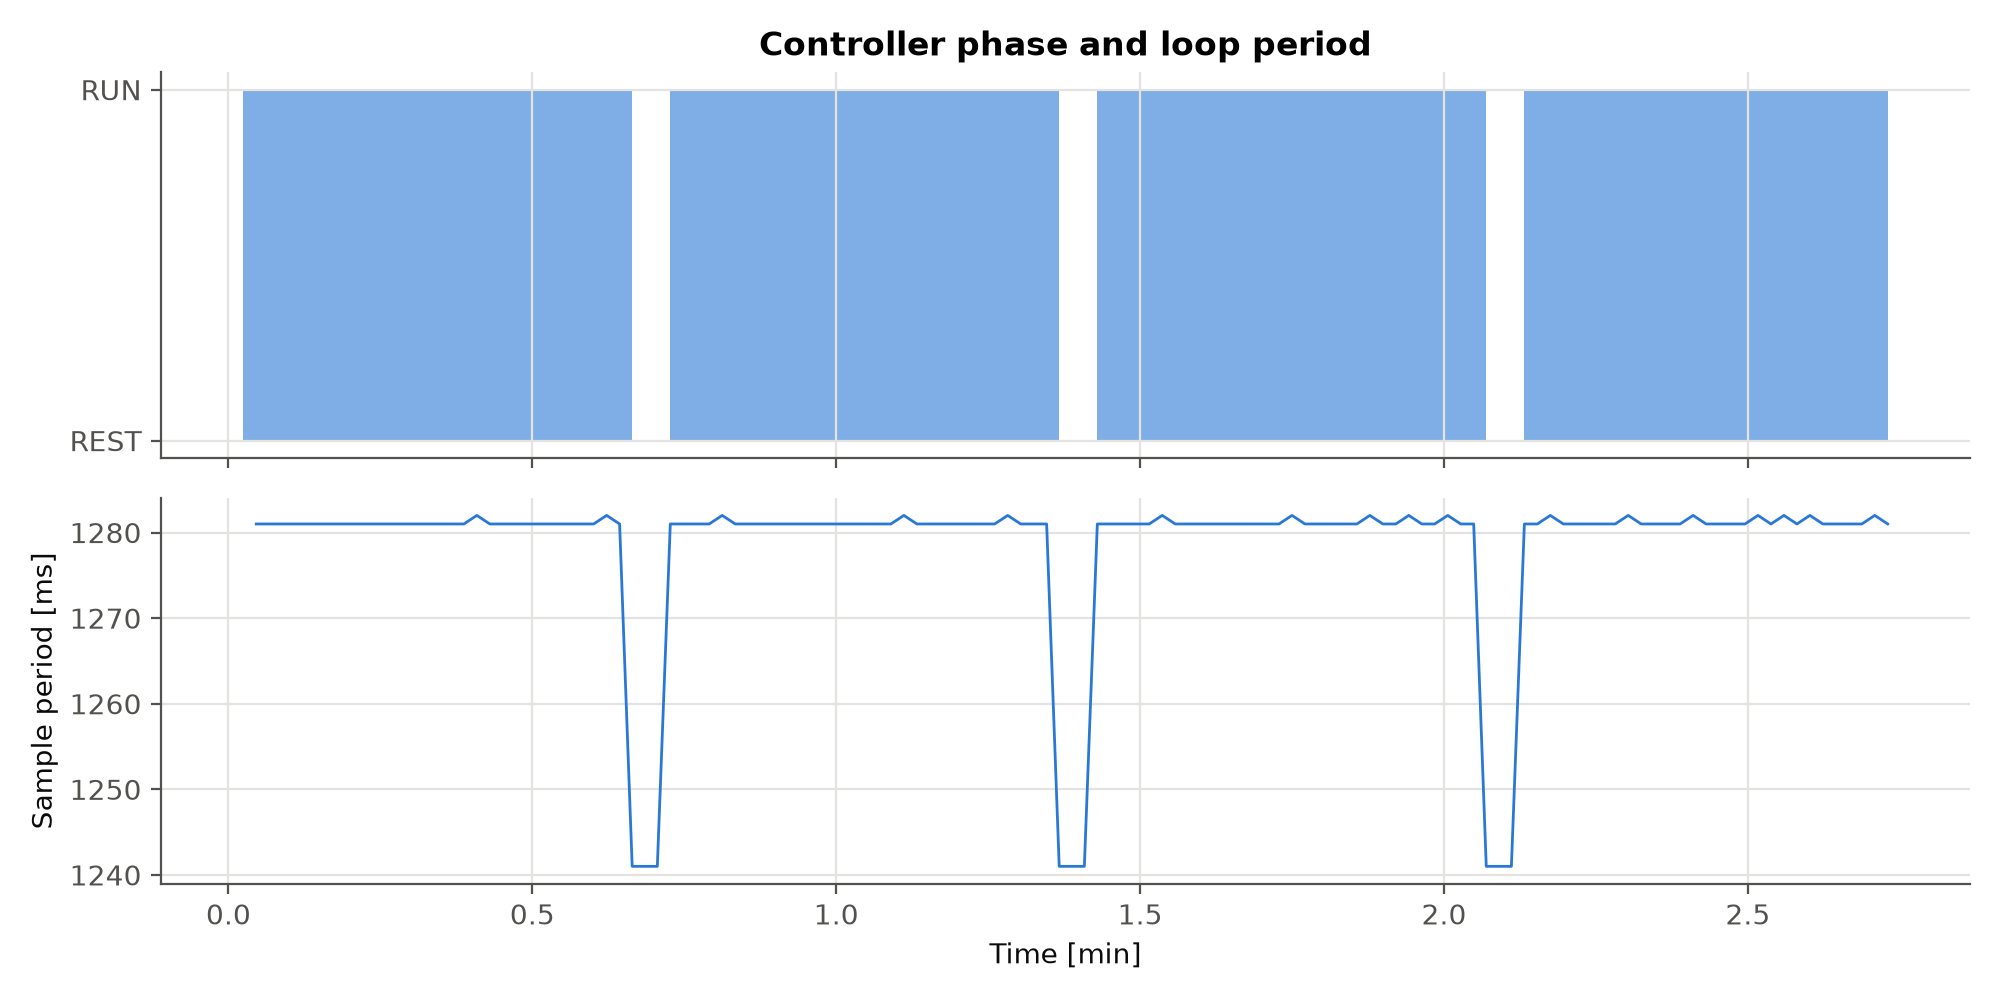 Controller phase and loop period
RUN
REST
Sample period [ms]
1280
1270
1260
1250
1240
0.0 0.5 1.0 1.5 2.0 2.5
Time [min]